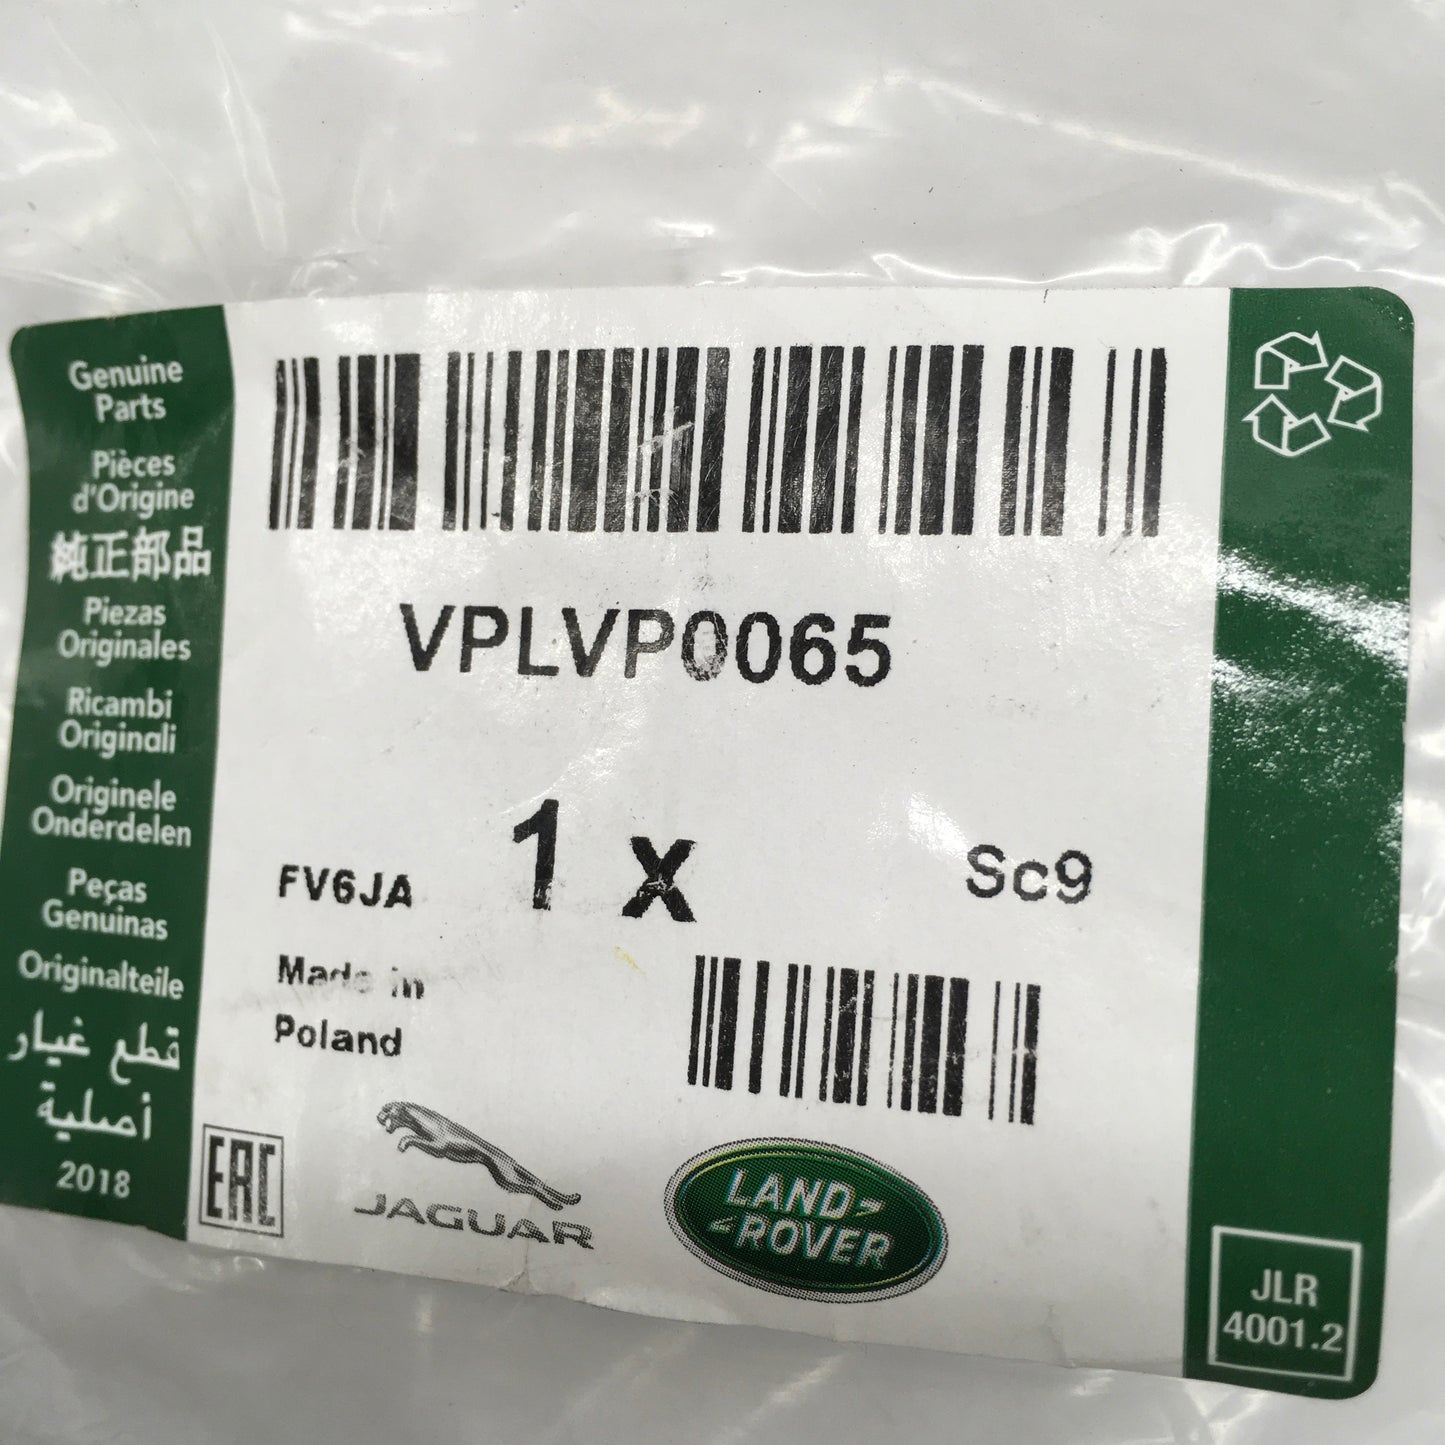 Genuine
Parts
Pièces
d'Origine
純正部品
Piezas
Originales
Ricambi
Originali
Originele
Onderdelen
Peças
Genuinas
Originalteile
قطع غيار
أصلية
2018
VPLVP0065
1 x
FV6JA
Sc9
Made in
Poland
EAC
JAGUAR
LAND
ROVER
JLR
4001.2